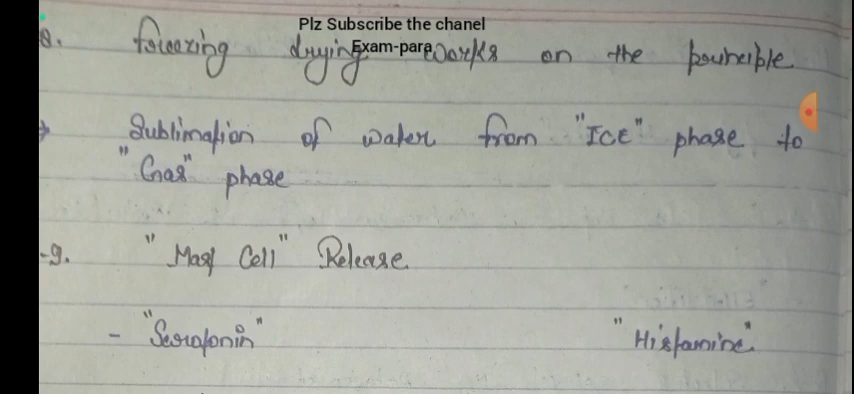 Plz Subscribe the chanel
Exam-para
8. freezing drying works on the principle
→ Sublimation of water from "ICE" phase to
"Gas" phase
9. "Mast Cell" Release
- "Serotonin" "Histamine"